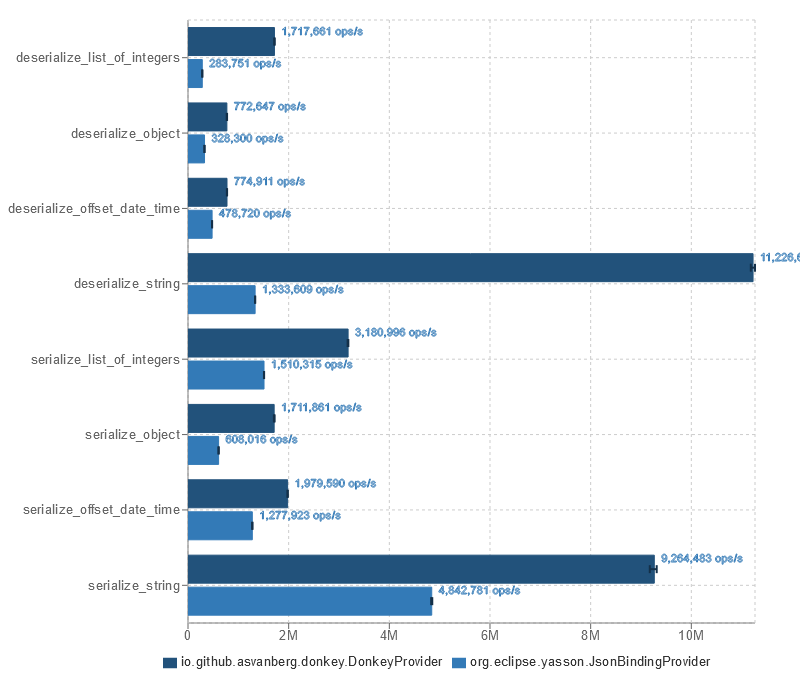 deserialize_list_of_integers
1,717,661 ops/s
283,751 ops/s
deserialize_object
772,647 ops/s
328,300 ops/s
deserialize_offset_date_time
774,911 ops/s
478,720 ops/s
deserialize_string
11,226,6
1,333,609 ops/s
serialize_list_of_integers
3,180,996 ops/s
1,510,315 ops/s
serialize_object
1,711,861 ops/s
608,016 ops/s
serialize_offset_date_time
1,979,590 ops/s
1,277,923 ops/s
serialize_string
9,264,483 ops/s
4,842,781 ops/s
0 2M 4M 6M 8M 10M
io.github.asvanberg.donkey.DonkeyProvider org.eclipse.yasson.JsonBindingProvider